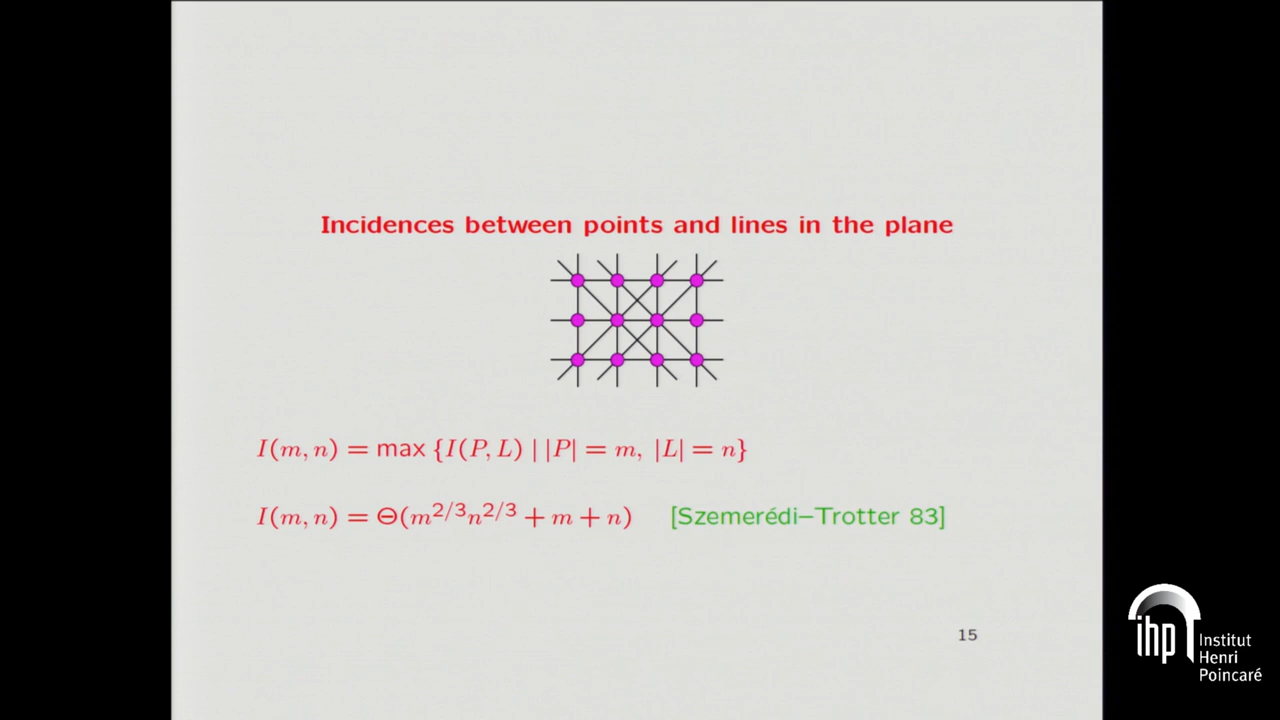 Incidences between points and lines in the plane
I(m, n) = max {I(P, L) | |P| = m, |L| = n}
I(m, n) = Θ(m^{2/3}n^{2/3} + m + n) [Szemerédi–Trotter 83]
15
ihp Institut
Henri
Poincaré